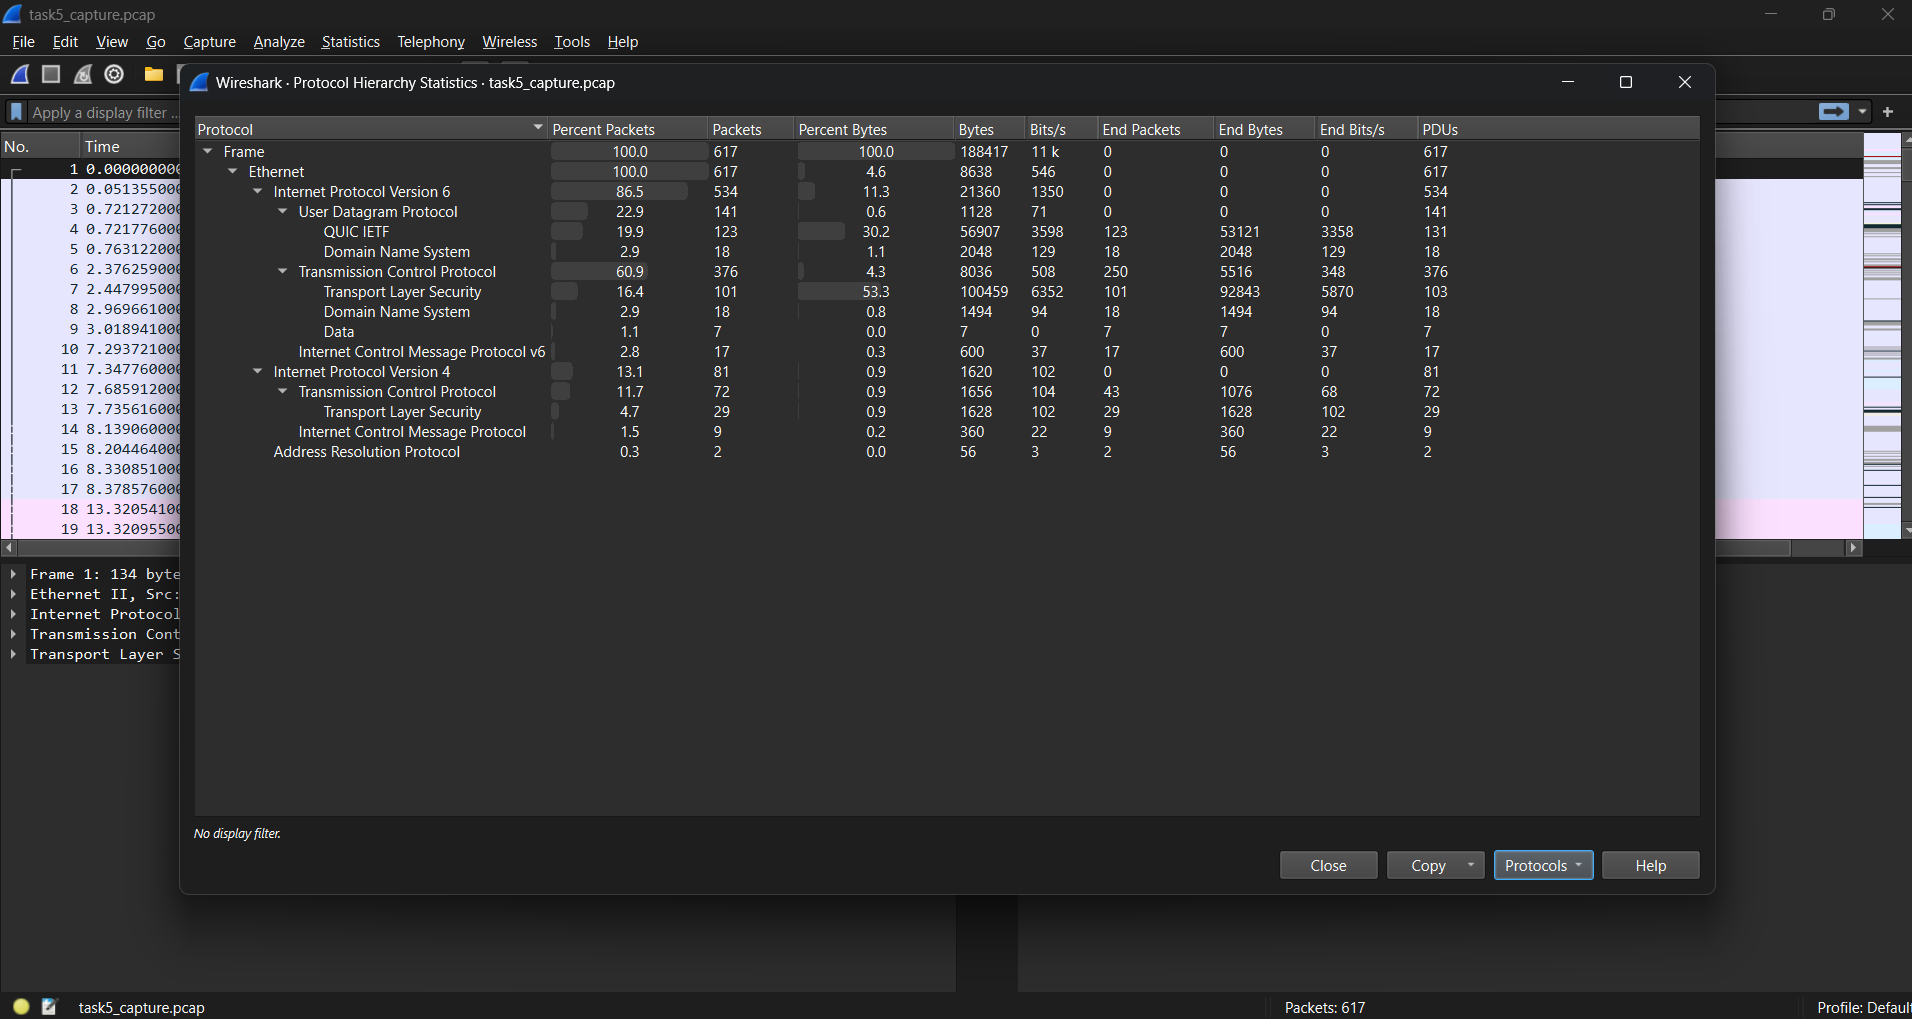 task5_capture.pcap
File Edit View Go Capture Analyze Statistics Telephony Wireless Tools Help
Wireshark · Protocol Hierarchy Statistics · task5_capture.pcap
Apply a display filter ...
Protocol Percent Packets Packets Percent Bytes Bytes Bits/s End Packets End Bytes End Bits/s PDUs
Frame 100.0 617 100.0 188417 11 k 0 0 0 617
Ethernet 100.0 617 4.6 8638 546 0 0 0 617
Internet Protocol Version 6 86.5 534 11.3 21360 1350 0 0 0 534
User Datagram Protocol 22.9 141 0.6 1128 71 0 0 0 141
QUIC IETF 19.9 123 30.2 56907 3598 123 53121 3358 131
Domain Name System 2.9 18 1.1 2048 129 18 2048 129 18
Transmission Control Protocol 60.9 376 4.3 8036 508 250 5516 348 376
Transport Layer Security 16.4 101 53.3 100459 6352 101 92843 5870 103
Domain Name System 2.9 18 0.8 1494 94 18 1494 94 18
Data 1.1 7 0.0 7 0 7 7 0 7
Internet Control Message Protocol v6 2.8 17 0.3 600 37 17 600 37 17
Internet Protocol Version 4 13.1 81 0.9 1620 102 0 0 0 81
Transmission Control Protocol 11.7 72 0.9 1656 104 43 1076 68 72
Transport Layer Security 4.7 29 0.9 1628 102 29 1628 102 29
Internet Control Message Protocol 1.5 9 0.2 360 22 9 360 22 9
Address Resolution Protocol 0.3 2 0.0 56 3 2 56 3 2
No display filter.
Close Copy Protocols Help
No. Time
1 0.000000000
2 0.05135500
3 0.72127200
4 0.72177600
5 0.76312200
6 2.37625900
7 2.44799500
8 2.96966100
9 3.01894100
10 7.29372100
11 7.34776000
12 7.68591200
13 7.73561600
14 8.13906000
15 8.20446400
16 8.33085100
17 8.37857600
18 13.3205410
19 13.3209550
Frame 1: 134 byte
Ethernet II, Src:
Internet Protocol
Transmission Cont
Transport Layer S
task5_capture.pcap
Packets: 617
Profile: Default